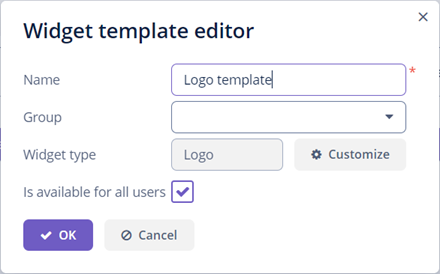 Widget template editor
Name Logo template *
Group
Widget type Logo Customize
Is available for all users
OK Cancel